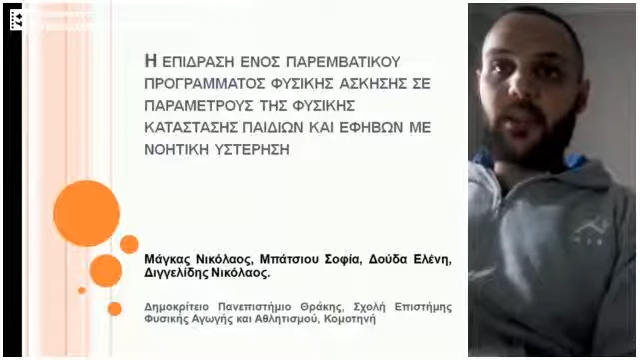 Η ΕΠΙΔΡΑΣΗ ΕΝΟΣ ΠΑΡΕΜΒΑΤΙΚΟΥ
ΠΡΟΓΡΑΜΜΑΤΟΣ ΦΥΣΙΚΗΣ ΑΣΚΗΣΗΣ ΣΕ
ΠΑΡΑΜΕΤΡΟΥΣ ΤΗΣ ΦΥΣΙΚΗΣ
ΚΑΤΑΣΤΑΣΗΣ ΠΑΙΔΙΩΝ ΚΑΙ ΕΦΗΒΩΝ ΜΕ
ΝΟΗΤΙΚΗ ΥΣΤΕΡΗΣΗ
Μάγκας Νικόλαος, Μπάτσιου Σοφία, Δούδα Ελένη,
Διγγελίδης Νικόλαος.
Δημοκρίτειο Πανεπιστήμιο Θράκης, Σχολή Επιστήμης
Φυσικής Αγωγής και Αθλητισμού, Κομοτηνή